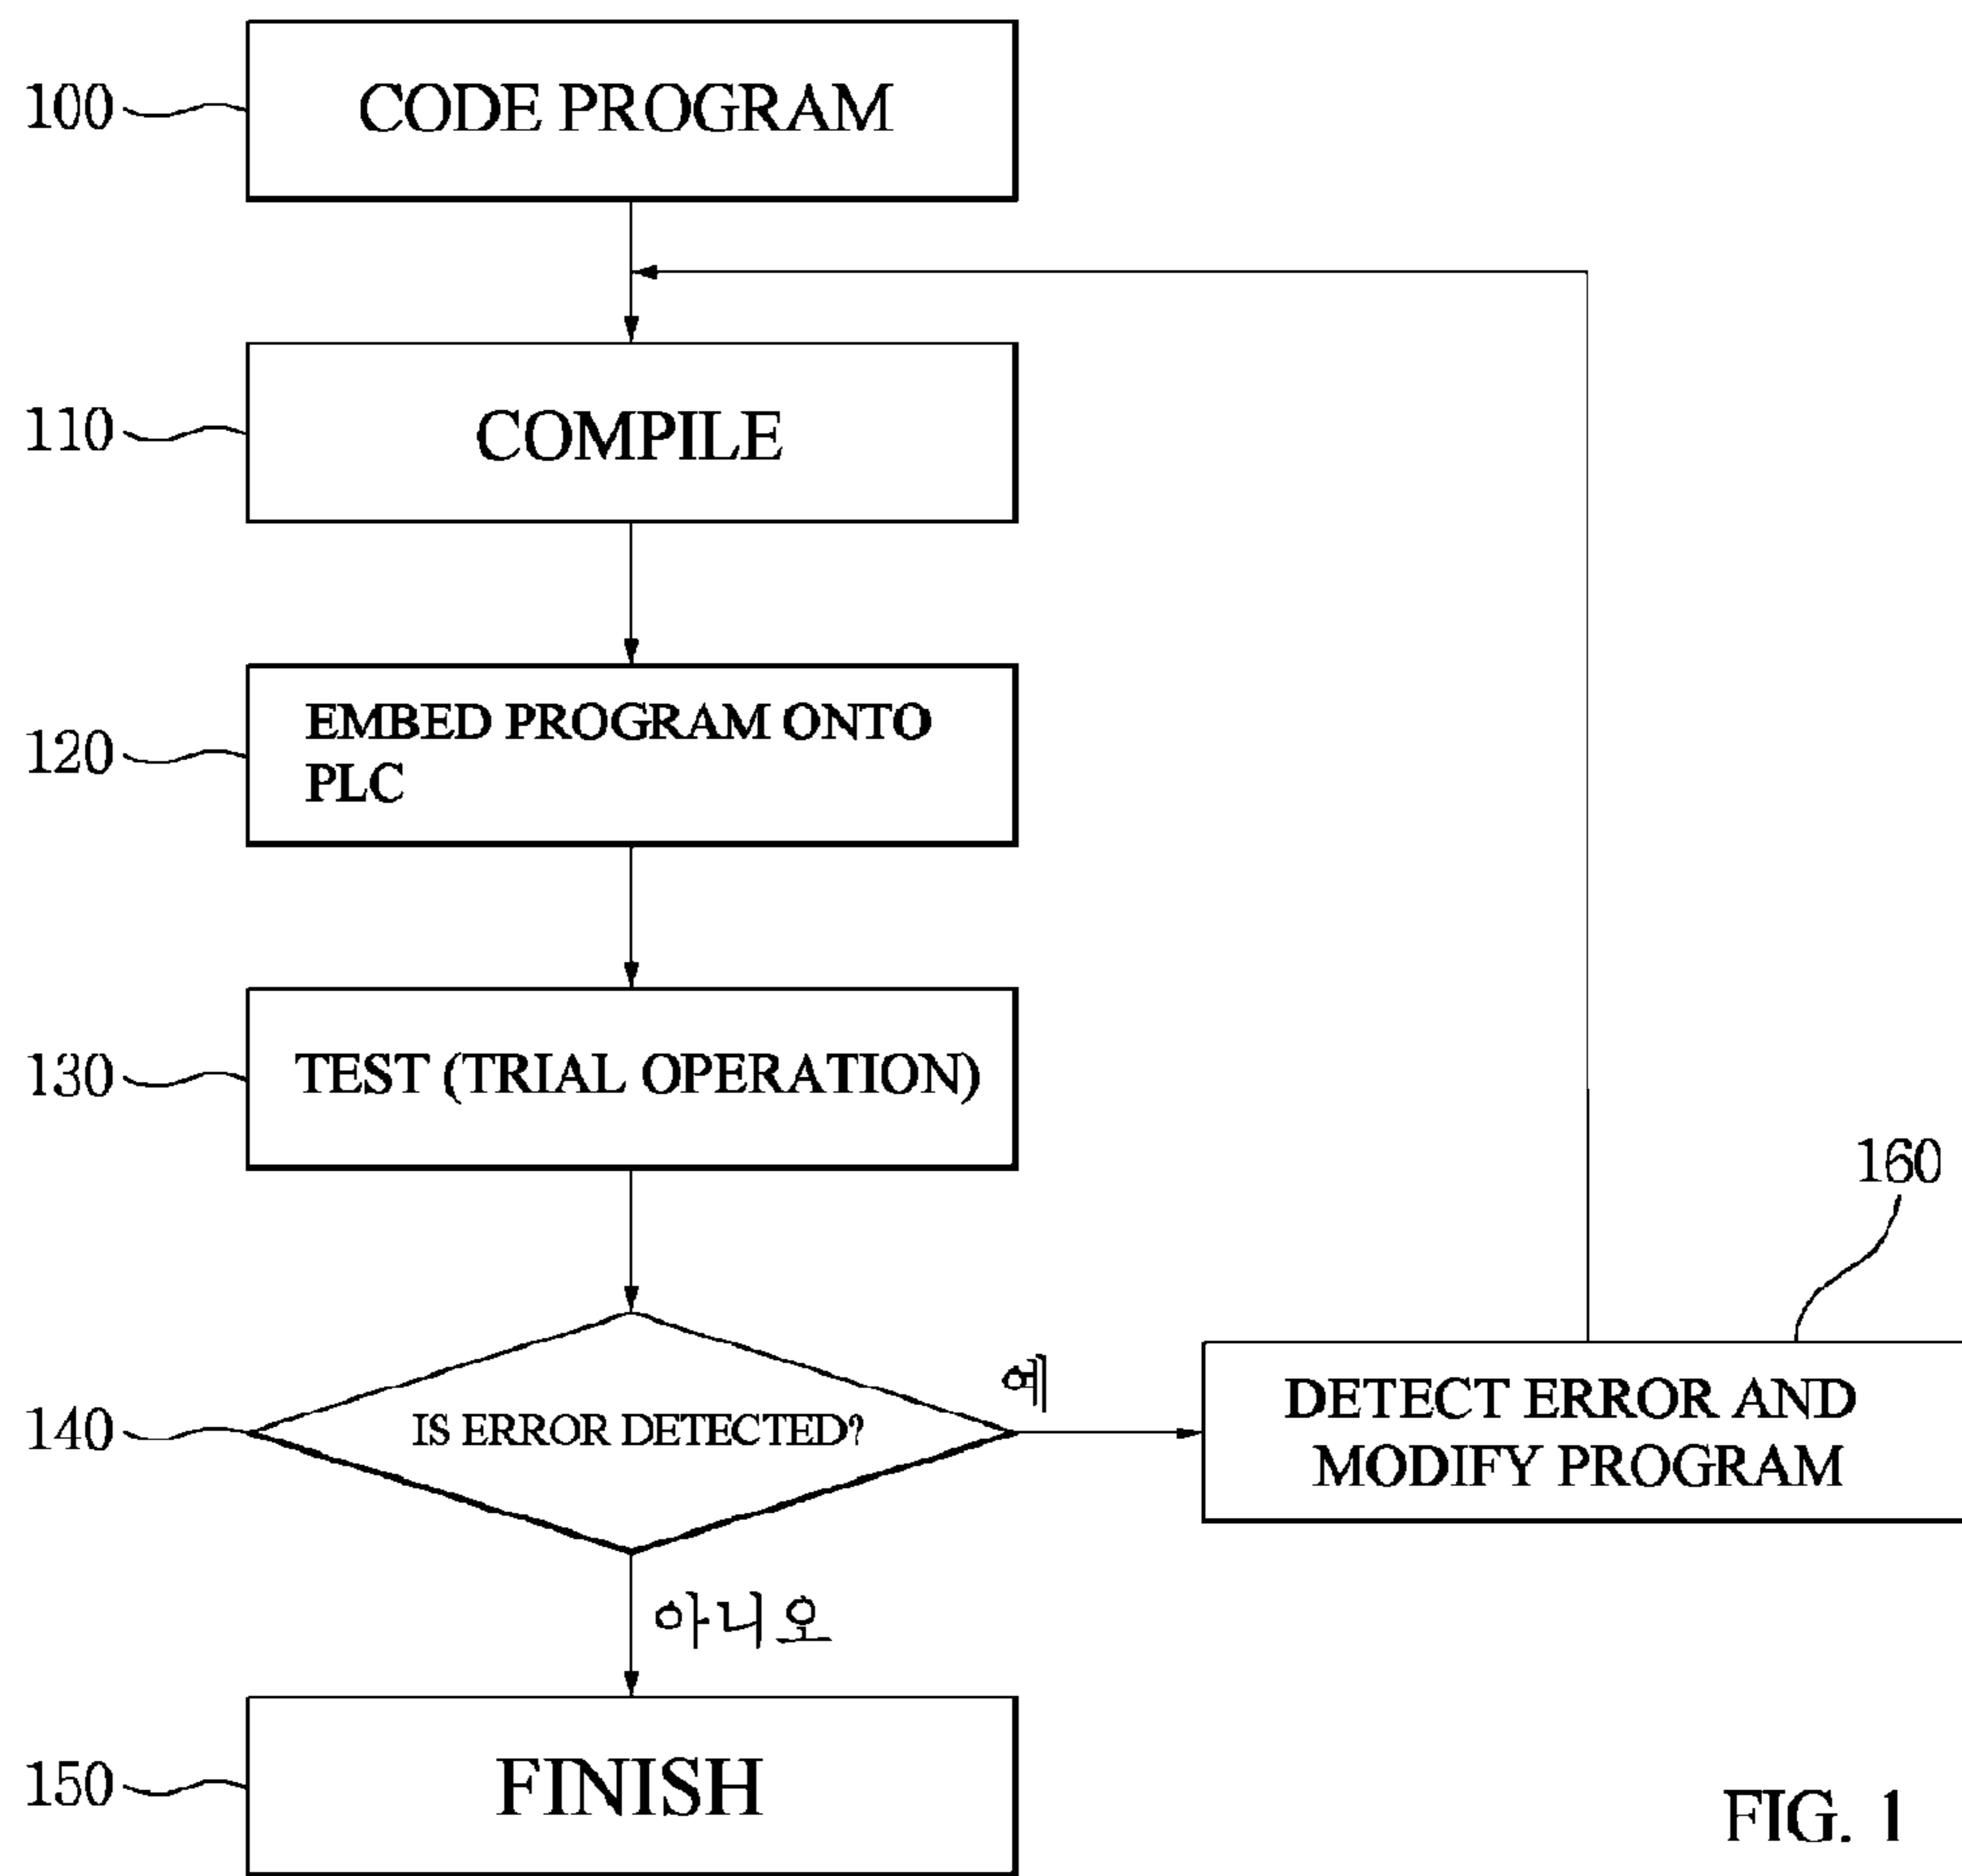 100
CODE PROGRAM
110
COMPILE
120
EMBED PROGRAM ONTO
PLC
130
TEST (TRIAL OPERATION)
160
140
IS ERROR DETECTED?
예
DETECT ERROR AND
MODIFY PROGRAM
아니오
150
FINISH
FIG. 1